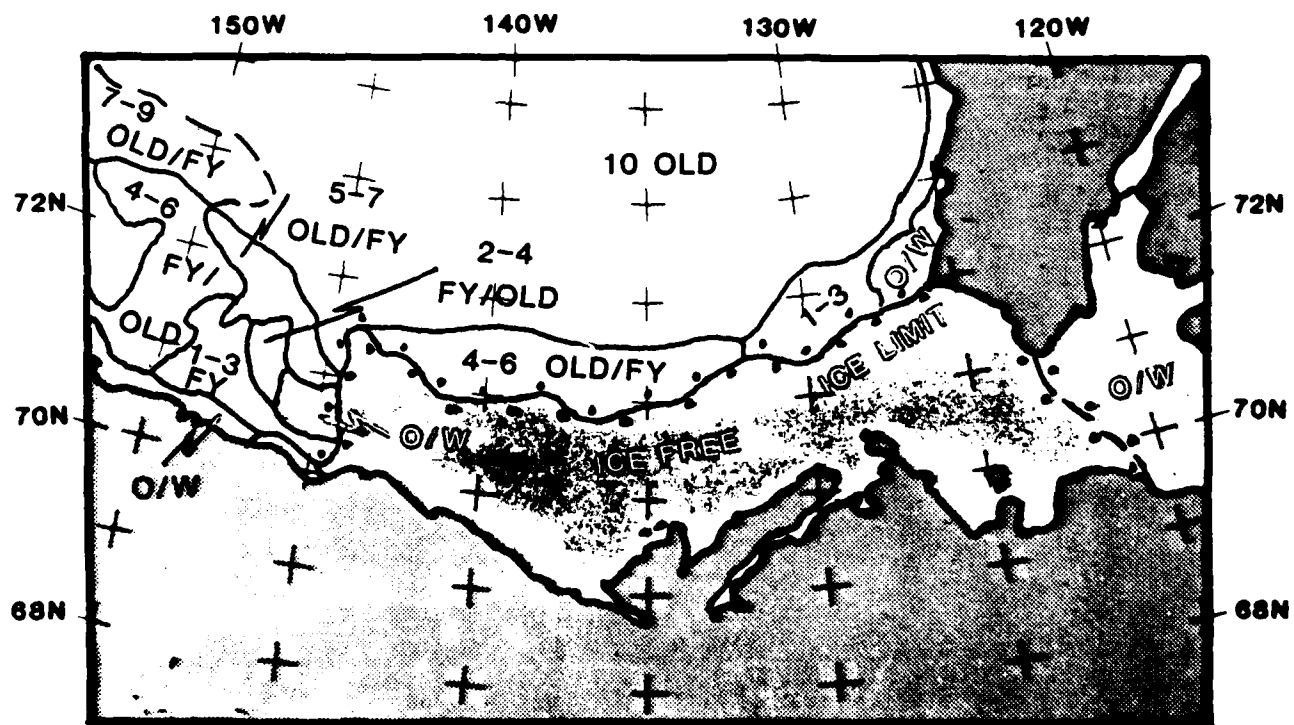 150W 140W 130W 120W
7-9
OLD/FY
10 OLD
4-6
5-7
72N
72N
OLD/FY
2-4
O/W
FY/
FY/OLD
1-3
OLD
ICE LIMIT
1-3
4-6 OLD/FY
FY
O/W
70N
70N
O/W
ICE FREE
O/W
68N
68N